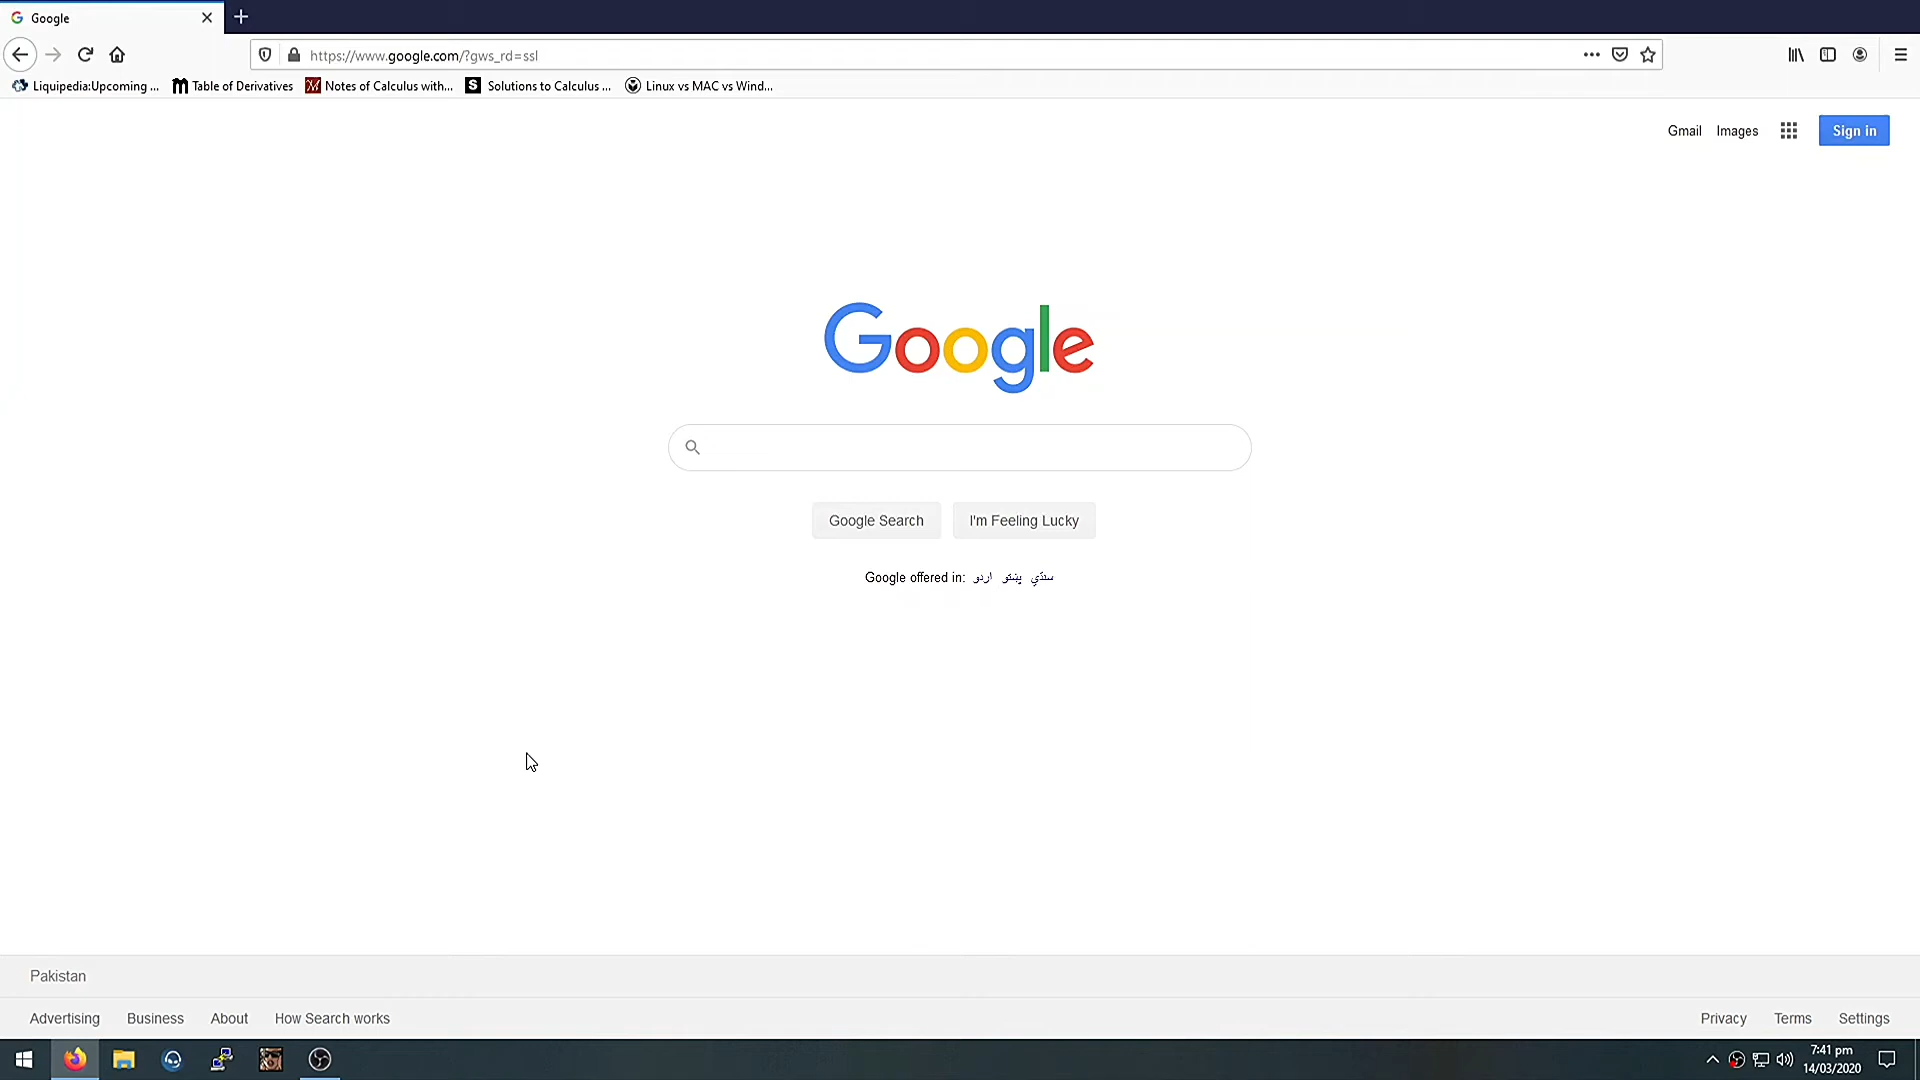 Google
https://www.google.com/?gws_rd=ssl
Liquipedia:Upcoming ... Table of Derivatives Notes of Calculus with... Solutions to Calculus ... Linux vs MAC vs Wind...
Gmail Images Sign in
Google
Google Search I'm Feeling Lucky
Google offered in: اردو پښتو سنڌي
Pakistan
Advertising Business About How Search works Privacy Terms Settings
7:41 pm
14/03/2020